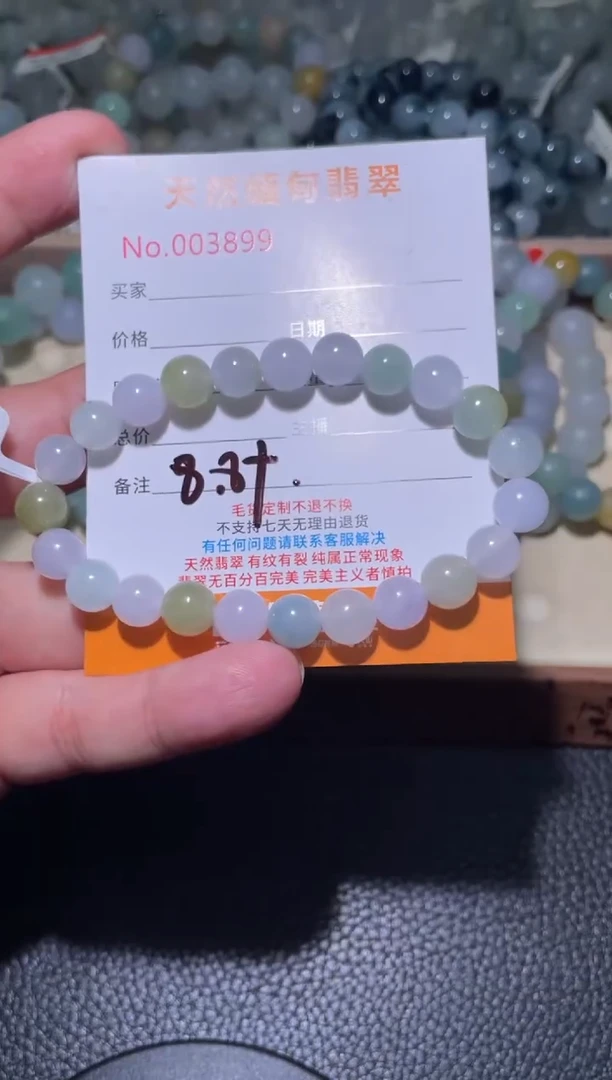 天然缅甸翡翠
No.003899
买家
价格 日期
总价 主播
备注 8.8寸.
毛货定制不退不换
不支持七天无理由退货
有任何问题请联系客服解决
天然翡翠 有纹有裂 纯属正常现象
翡翠无百分百完美 完美主义者慎拍